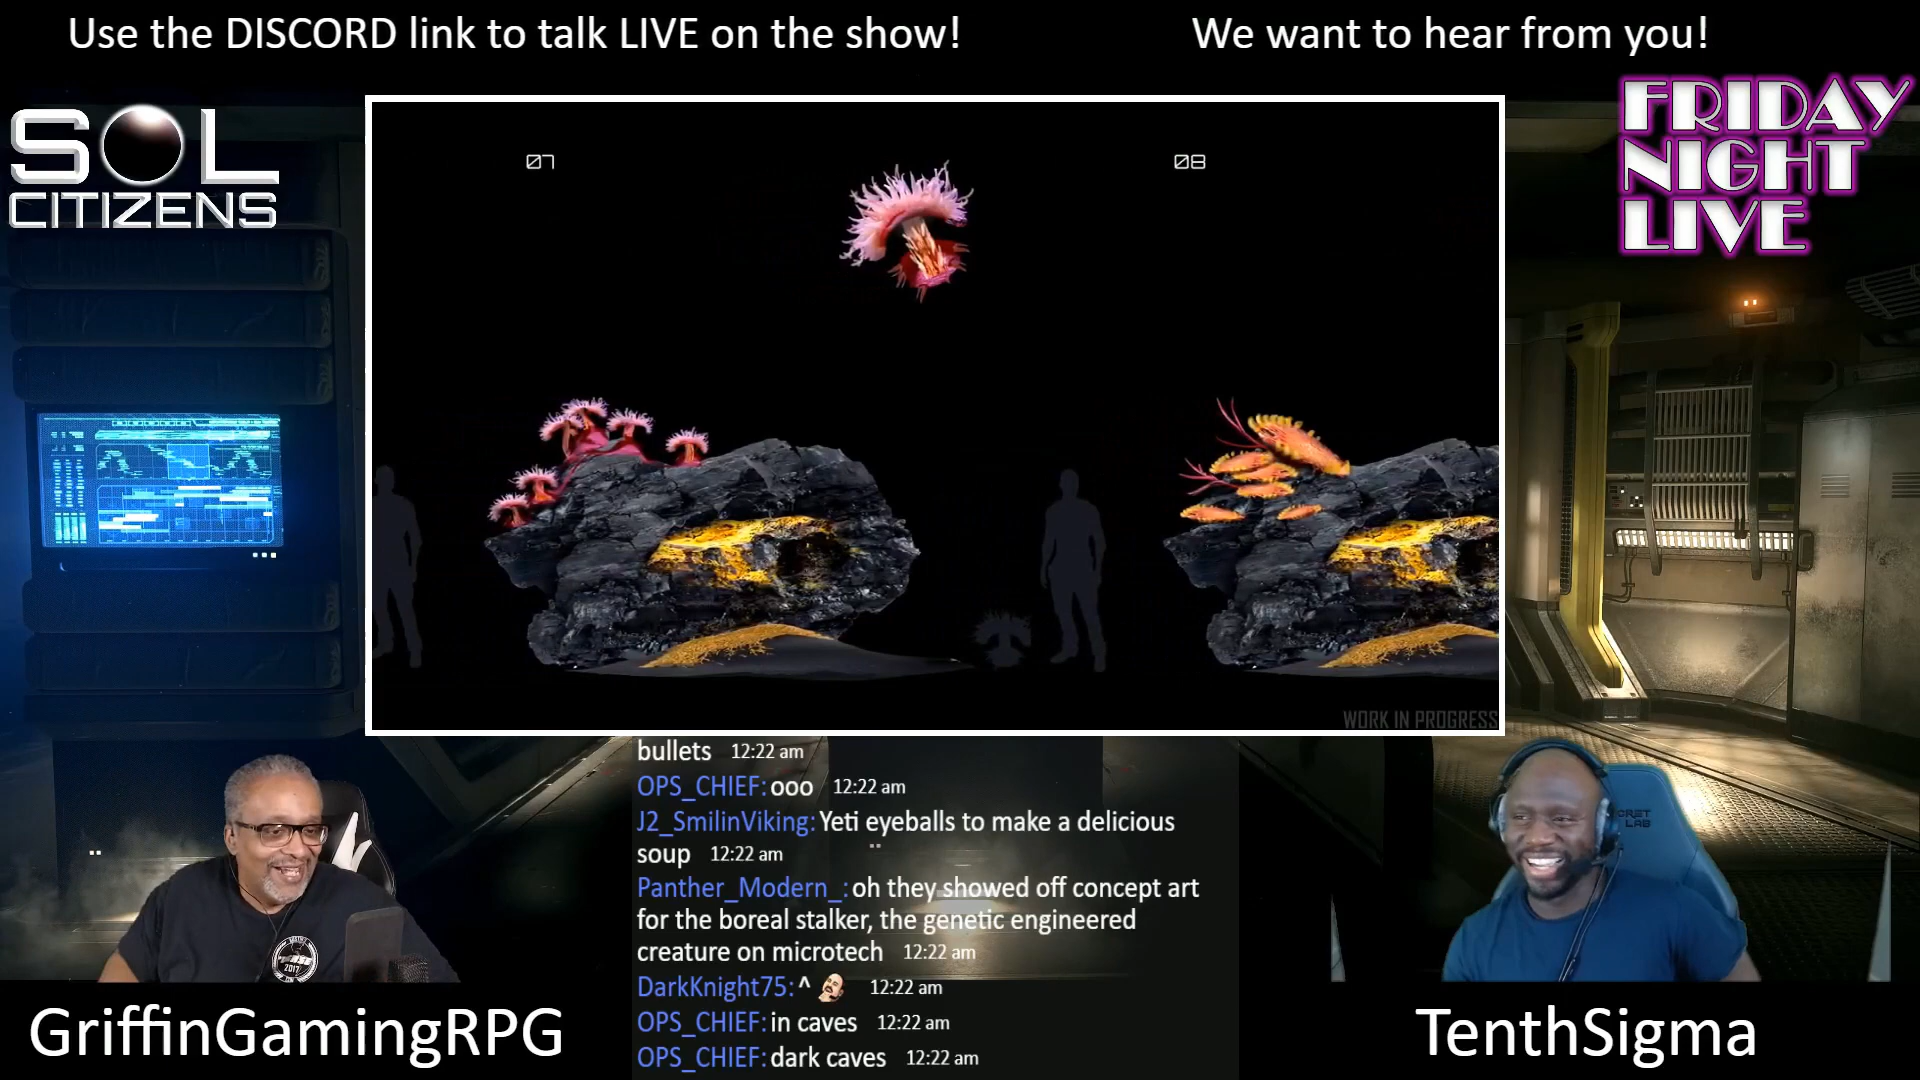 Use the DISCORD link to talk LIVE on the show!
We want to hear from you!
SOL
CITIZENS
FRIDAY
NIGHT
LIVE
07
08
WORK IN PROGRESS
bullets 12:22 am
OPS_CHIEF: ooo 12:22 am
J2_SmilinViking: Yeti eyeballs to make a delicious
soup 12:22 am
Panther_Modern_: oh they showed off concept art
for the boreal stalker, the genetic engineered
creature on microtech 12:22 am
DarkKnight75: ^ 12:22 am
OPS_CHIEF: in caves 12:22 am
OPS_CHIEF: dark caves 12:22 am
2017
GriffinGamingRPG
TenthSigma